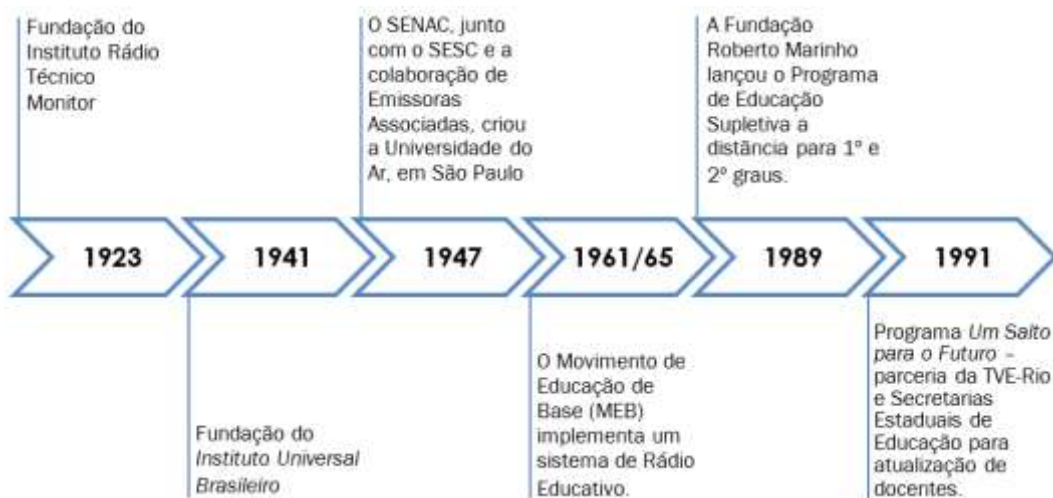 Fundação do
Instituto Rádio
Técnico
Monitor
O SENAC, junto
com o SESC e a
colaboração de
Emissoras
Associadas, criou
a Universidade do
Ar, em São Paulo
A Fundação
Roberto Marinho
lançou o Programa
de Educação
Supletiva a
distância para 1º e
2º graus.
1923
1941
1947
1961/65
1989
1991
Fundação do
Instituto Universal
Brasileiro
O Movimento de
Educação de
Base (MEB)
implementa um
sistema de Rádio
Educativo.
Programa Um Salto
para o Futuro –
parceria da TVE-Rio
e Secretarias
Estaduais de
Educação para
atualização de
docentes.